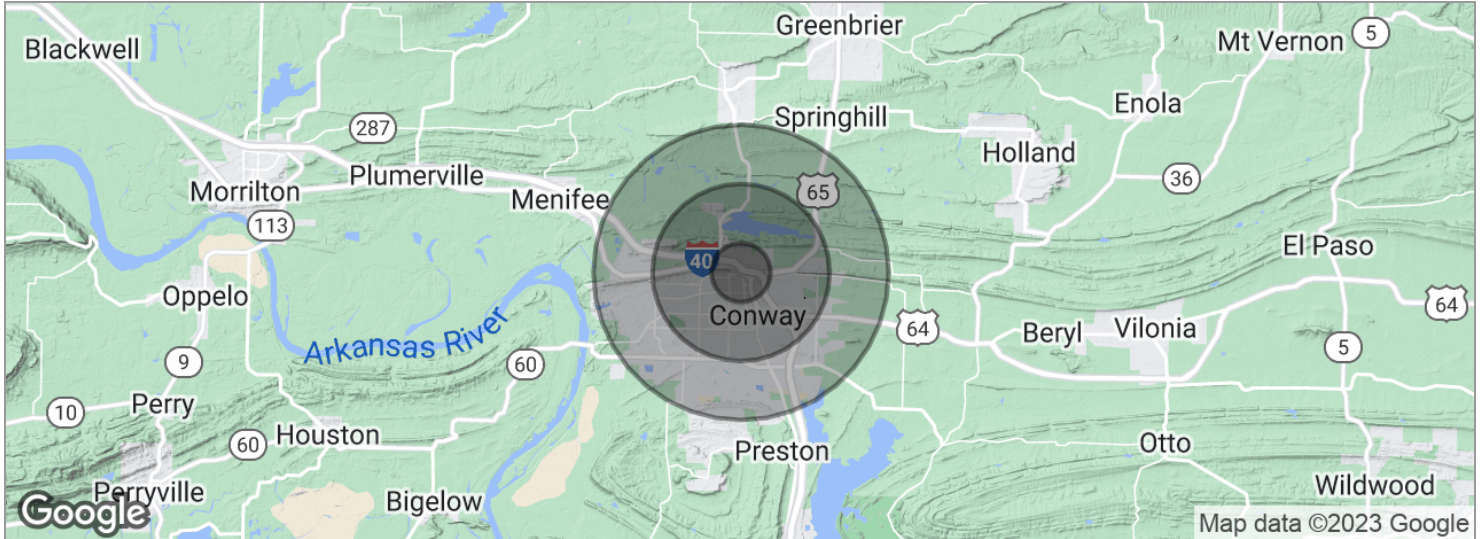 Greenbrier
Blackwell
Mt Vernon
5
Enola
Springhill
287
Holland
Plumerville
Morrilton
Menifee
65
36
113
El Paso
40
Oppelo
Conway
64
64
Beryl
Vilonia
Arkansas River
5
9
60
10
Perry
Houston
60
Preston
Otto
Perryville
Bigelow
Wildwood
Google
Map data ©2023 Google